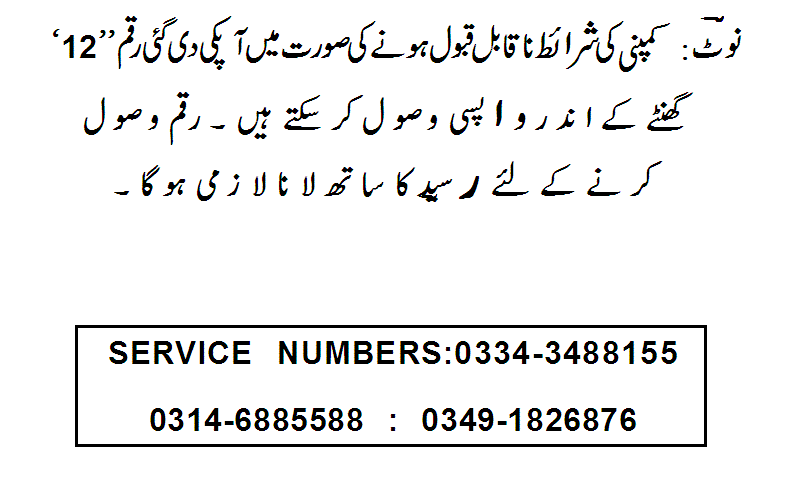 نوٹ: کمپنی کی شرائط ناقابل قبول ہونے کی صورت میں آپکی دی گئی رقم ’’12‘
گھنٹے کے اندر واپسی وصول کر سکتے ہیں۔ رقم وصول
کرنے کے لئے رسید کا ساتھ لانا لازمی ہوگا۔
SERVICE NUMBERS:0334-3488155
0314-6885588 : 0349-1826876